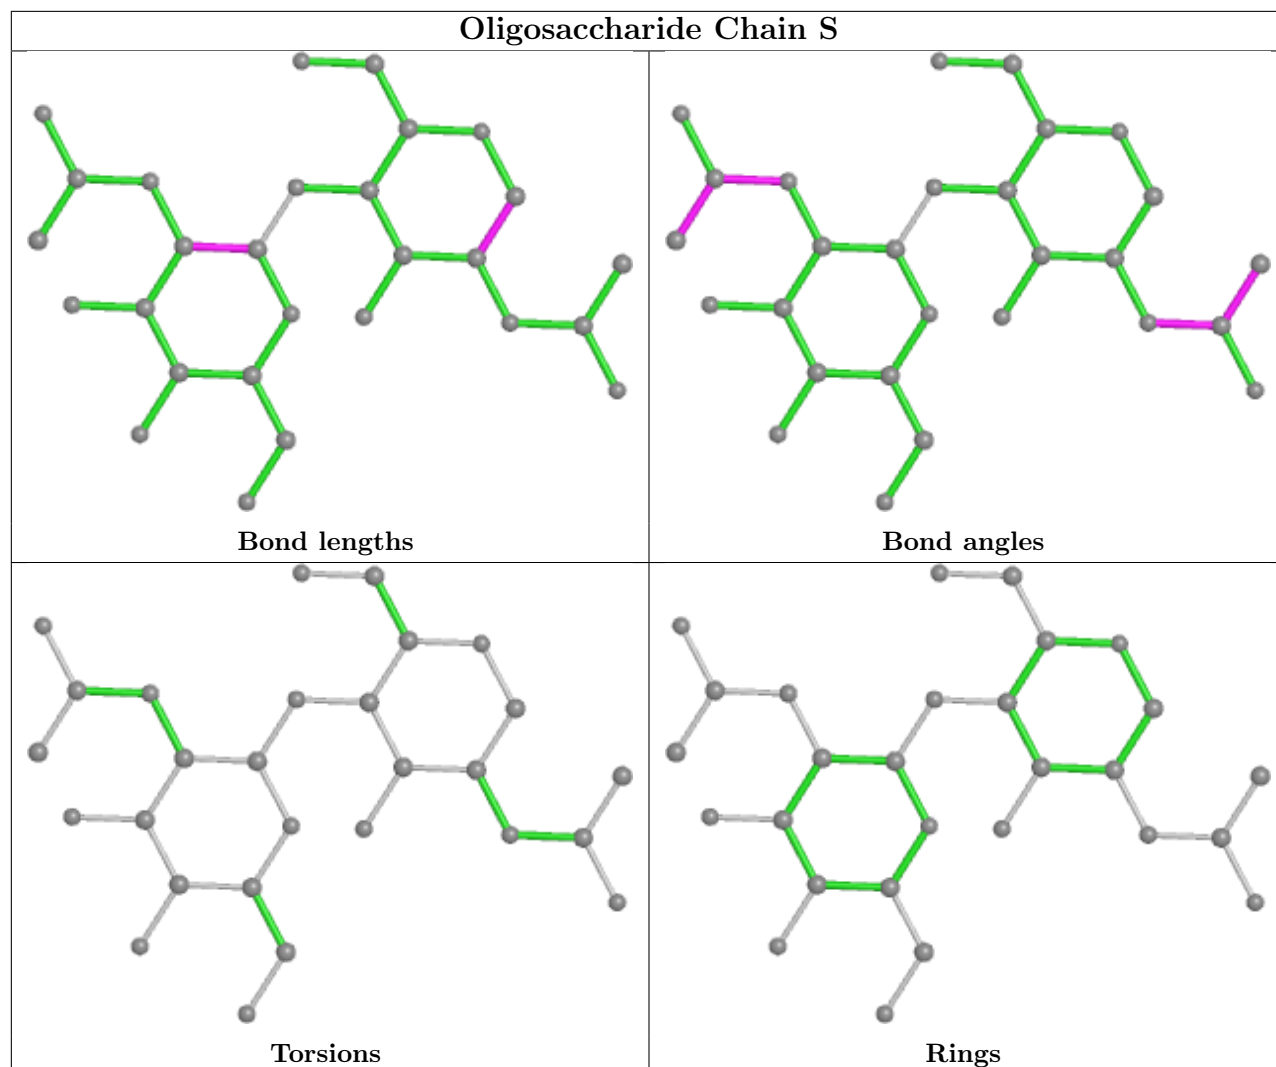 Oligosaccharide Chain S
Bond lengths
Bond angles
Torsions
Rings